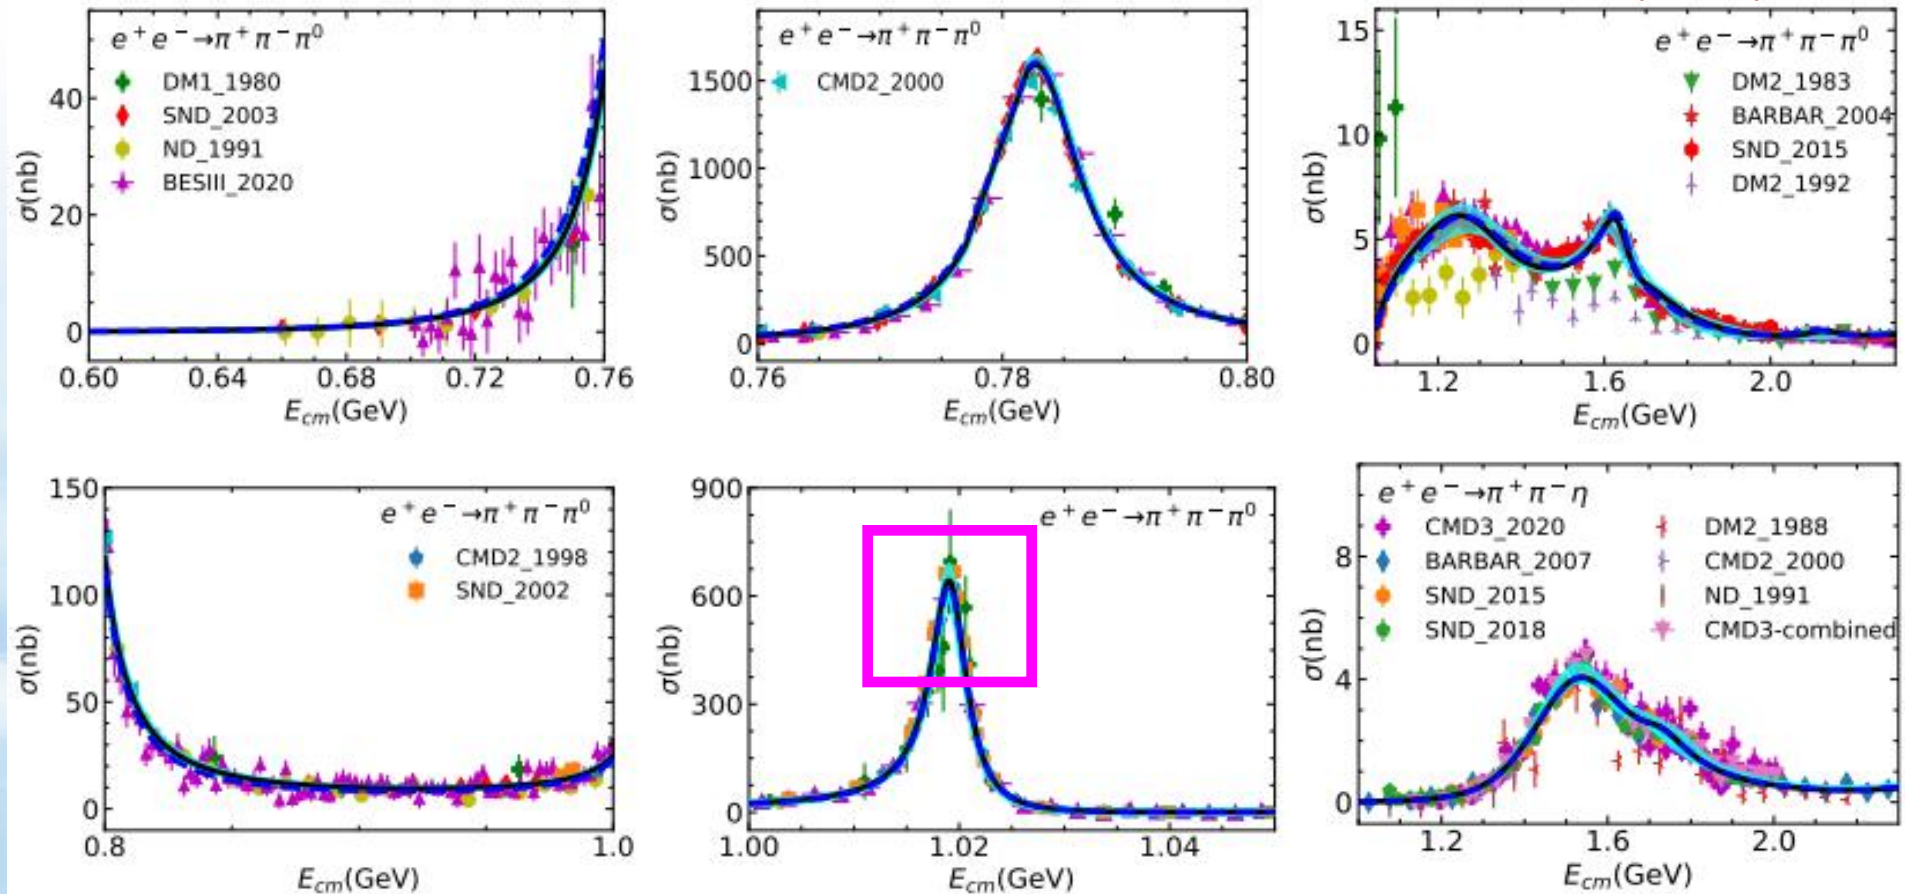 e⁺e⁻→π⁺π⁻π⁰
DM1_1980
SND_2003
ND_1991
BESIII_2020
40
20
0
σ(nb)
0.60 0.64 0.68 0.72 0.76
E_cm(GeV)
e⁺e⁻→π⁺π⁻π⁰
CMD2_2000
1500
1000
500
0
σ(nb)
0.76 0.78 0.80
E_cm(GeV)
e⁺e⁻→π⁺π⁻π⁰
DM2_1983
BARBAR_2004
SND_2015
DM2_1992
15
10
5
0
σ(nb)
1.2 1.6 2.0
E_cm(GeV)
e⁺e⁻→π⁺π⁻π⁰
CMD2_1998
SND_2002
150
100
50
0
σ(nb)
0.8 1.0
E_cm(GeV)
e⁺e⁻→π⁺π⁻π⁰
900
600
300
0
σ(nb)
1.00 1.02 1.04
E_cm(GeV)
e⁺e⁻→π⁺π⁻η
CMD3_2020 DM2_1988
BARBAR_2007 CMD2_2000
SND_2015 ND_1991
SND_2018 CMD3-combined
8
4
0
σ(nb)
1.2 1.6 2.0
E_cm(GeV)